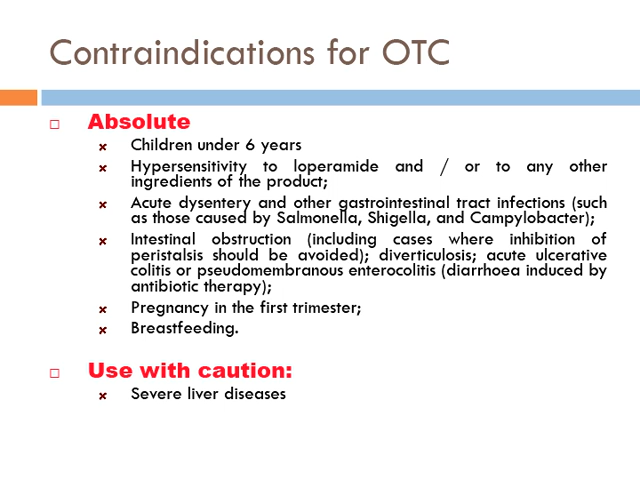 Contraindications for OTC
Absolute
Children under 6 years
Hypersensitivity to loperamide and / or to any other
ingredients of the product;
Acute dysentery and other gastrointestinal tract infections (such
as those caused by Salmonella, Shigella, and Campylobacter);
Intestinal obstruction (including cases where inhibition of
peristalsis should be avoided); diverticulosis; acute ulcerative
colitis or pseudomembranous enterocolitis (diarrhoea induced by
antibiotic therapy);
Pregnancy in the first trimester;
Breastfeeding.
Use with caution:
Severe liver diseases